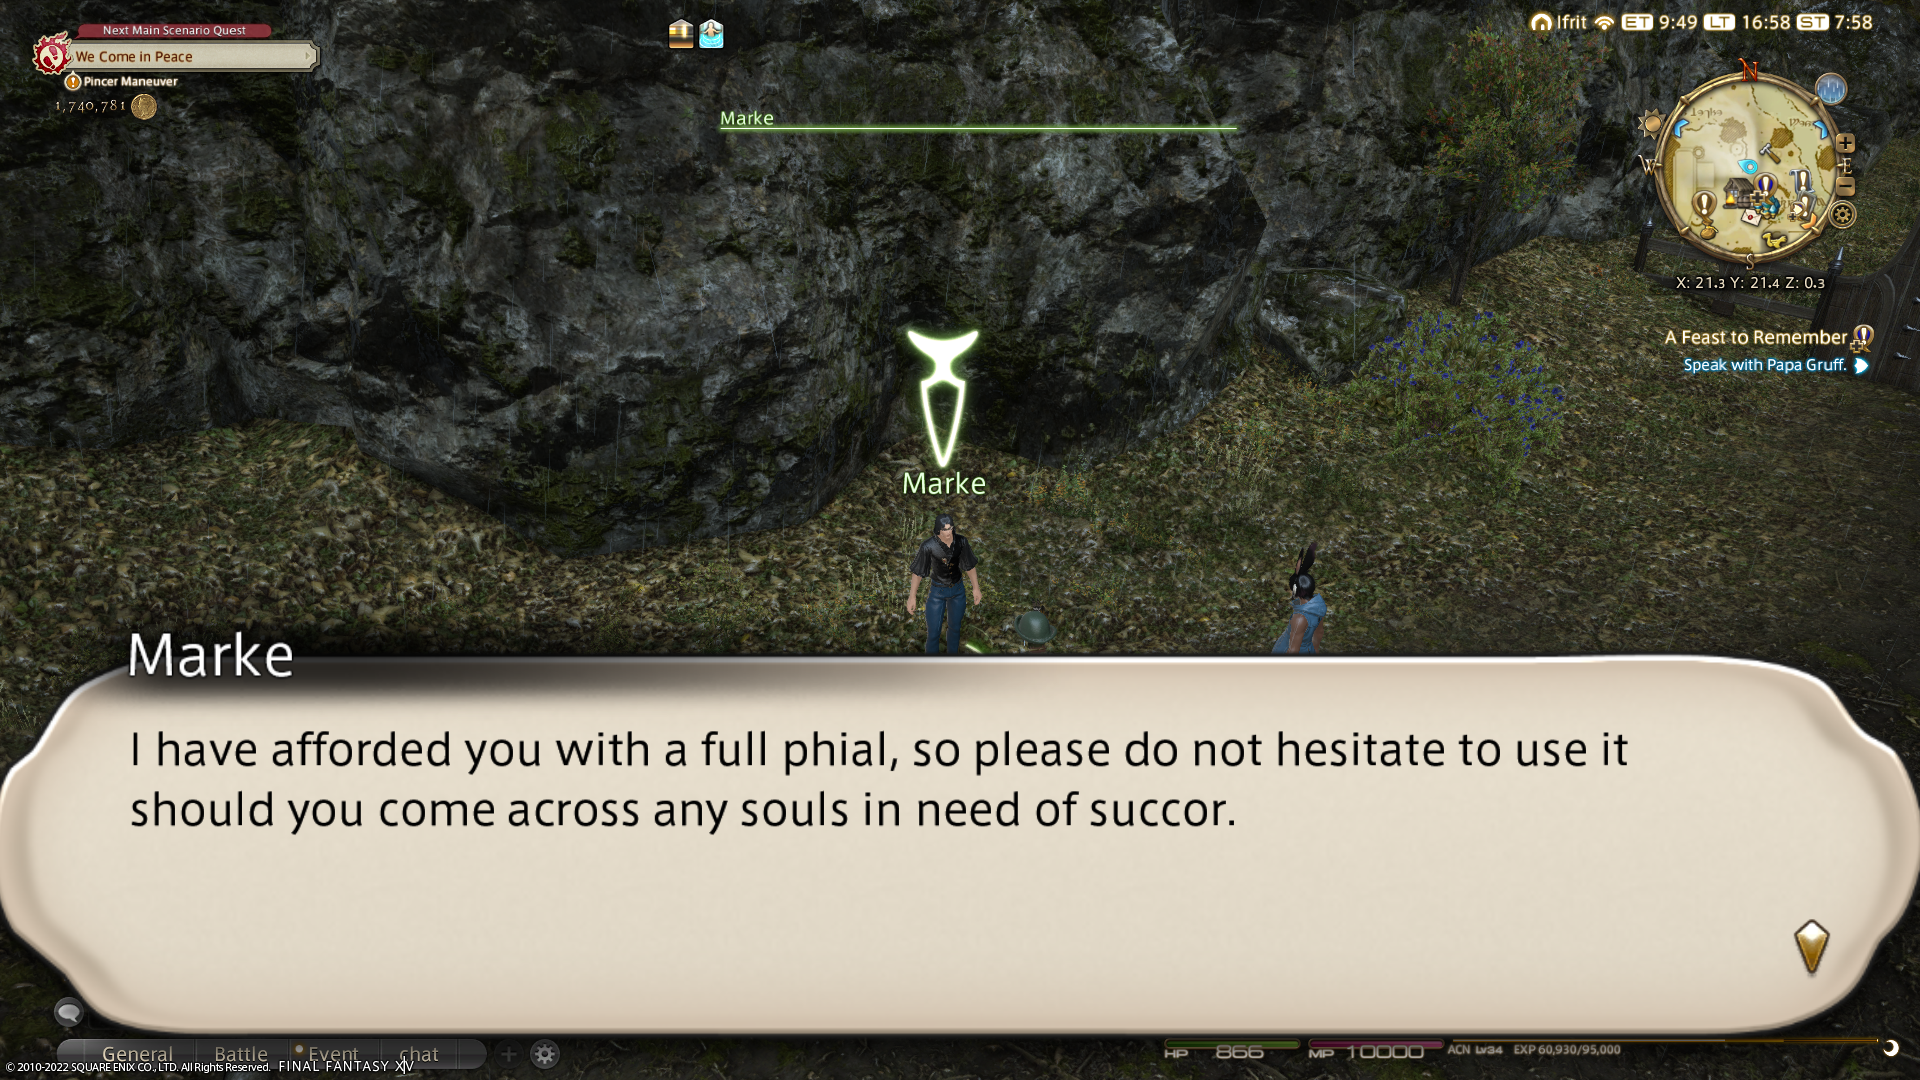 Next Main Scenario Quest
We Come in Peace
Pincer Maneuver
1,740,781
Ifrit ET 9:49 LT 16:58 ST 7:58
Marke
N
W
E
S
X: 21.3 Y: 21.4 Z: 0.3
A Feast to Remember
Speak with Papa Gruff.
Marke
Marke
I have afforded you with a full phial, so please do not hesitate to use it
should you come across any souls in need of succor.
General Battle Event chat
HP 866 MP 10000 ACN Lv34 EXP 60,930/95,000
© 2010-2022 SQUARE ENIX CO., LTD. All Rights Reserved. FINAL FANTASY XIV